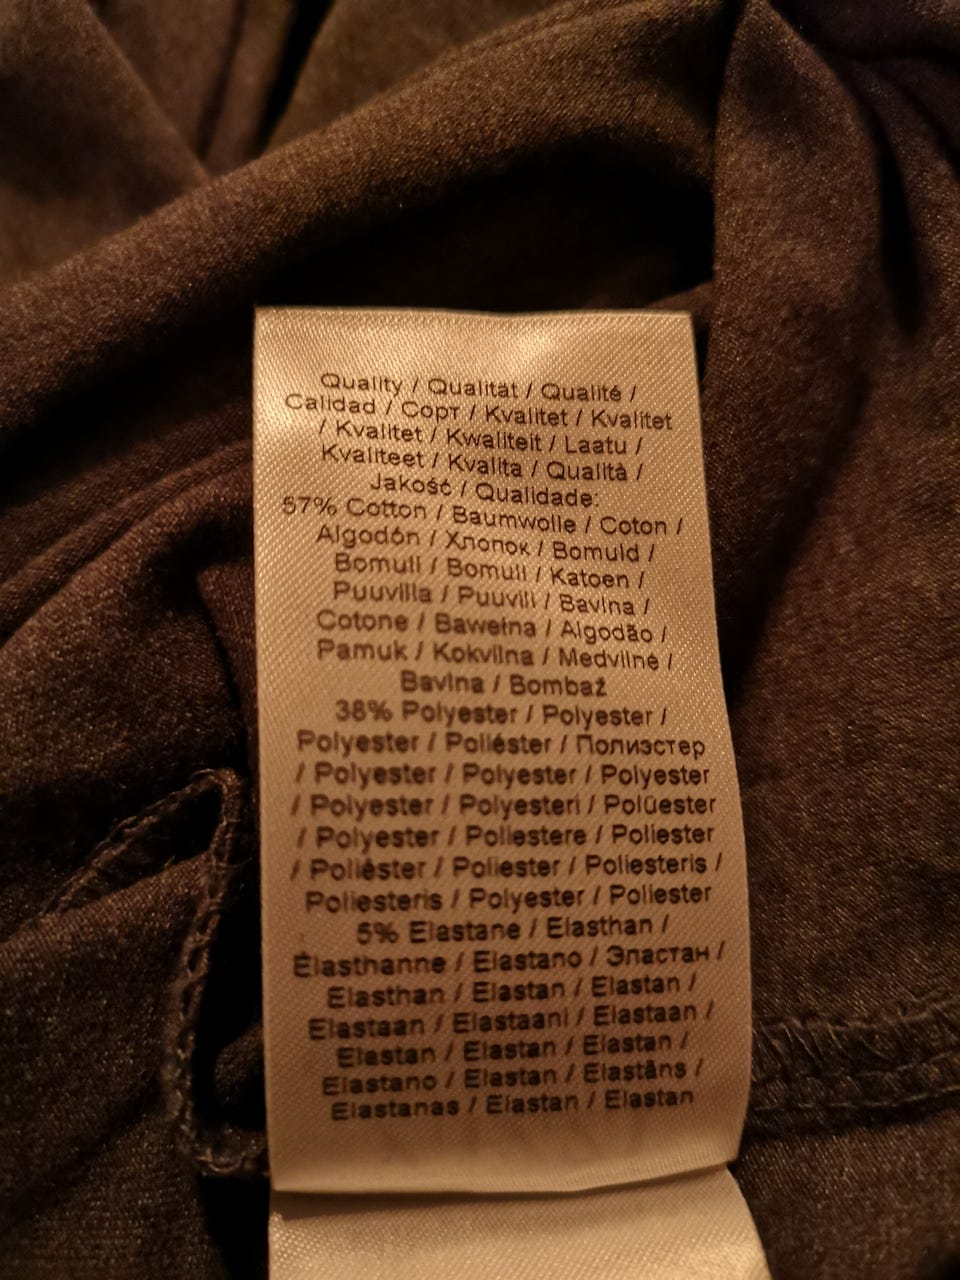 Quality / Qualität / Qualité /
Calidad / Сорт / Kvalitet / Kvalitet
/ Kvalitet / Kwaliteit / Laatu /
Kvaliteet / Kvalita / Qualità /
Jakość / Qualidade:
57% Cotton / Baumwolle / Coton /
Algodón / Хлопок / Bomuld /
Bomull / Bomull / Katoen /
Puuvilla / Puuvill / Bavlna /
Cotone / Bawełna / Algodão /
Pamuk / Kokvilna / Medvilnė /
Bavlna / Bombaž
38% Polyester / Polyester /
Polyester / Poliéster / Полиэстер
/ Polyester / Polyester / Polyester
/ Polyester / Polyesteri / Polüester
/ Polyester / Poliestere / Poliester
/ Poliéster / Poliester / Poliesteris /
Poliesteris / Polyester / Poliester
5% Elastane / Elasthan /
Élasthanne / Elastano / Эластан /
Elasthan / Elastan / Elastan /
Elastaan / Elastaani / Elastaan /
Elastan / Elastan / Elastan /
Elastano / Elastan / Elastāns /
Elastanas / Elastan / Elastan